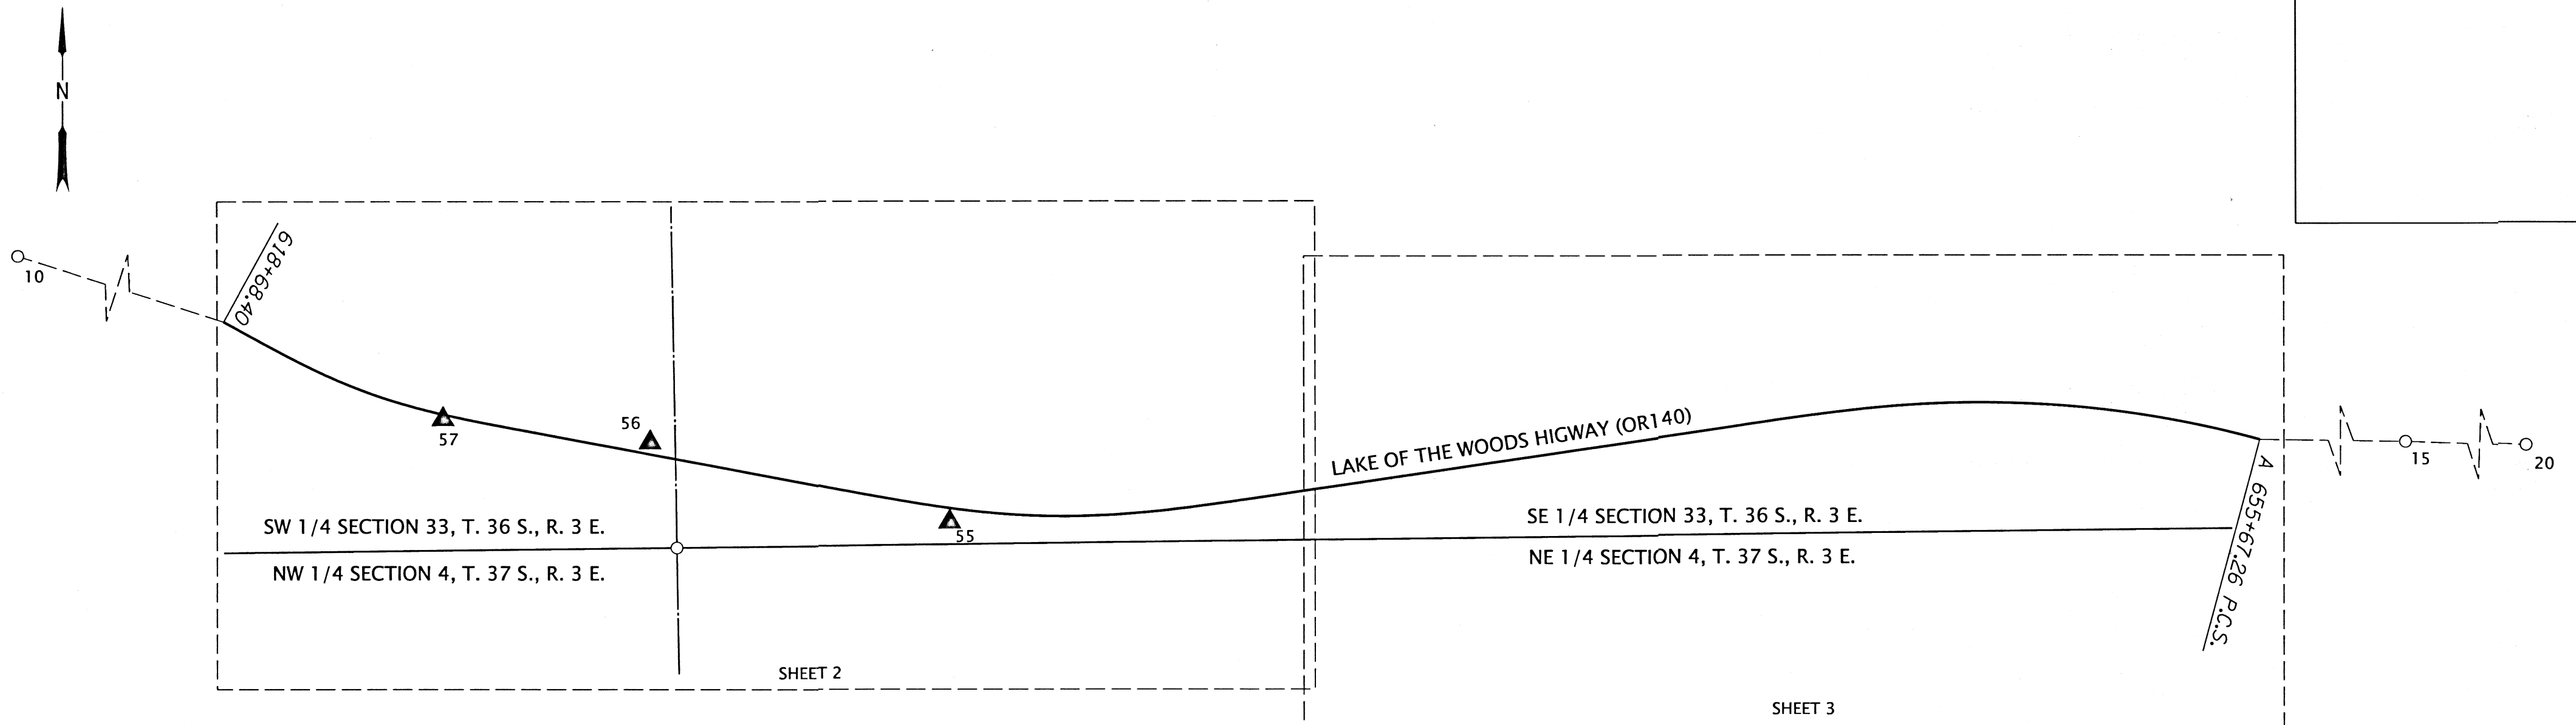 N
10
618+68.40
57
56
55
LAKE OF THE WOODS HIGWAY (OR140)
15
20
A 655+67.26 P.C.S.
SW 1/4 SECTION 33, T. 36 S., R. 3 E.
SE 1/4 SECTION 33, T. 36 S., R. 3 E.
NW 1/4 SECTION 4, T. 37 S., R. 3 E.
NE 1/4 SECTION 4, T. 37 S., R. 3 E.
SHEET 2
SHEET 3